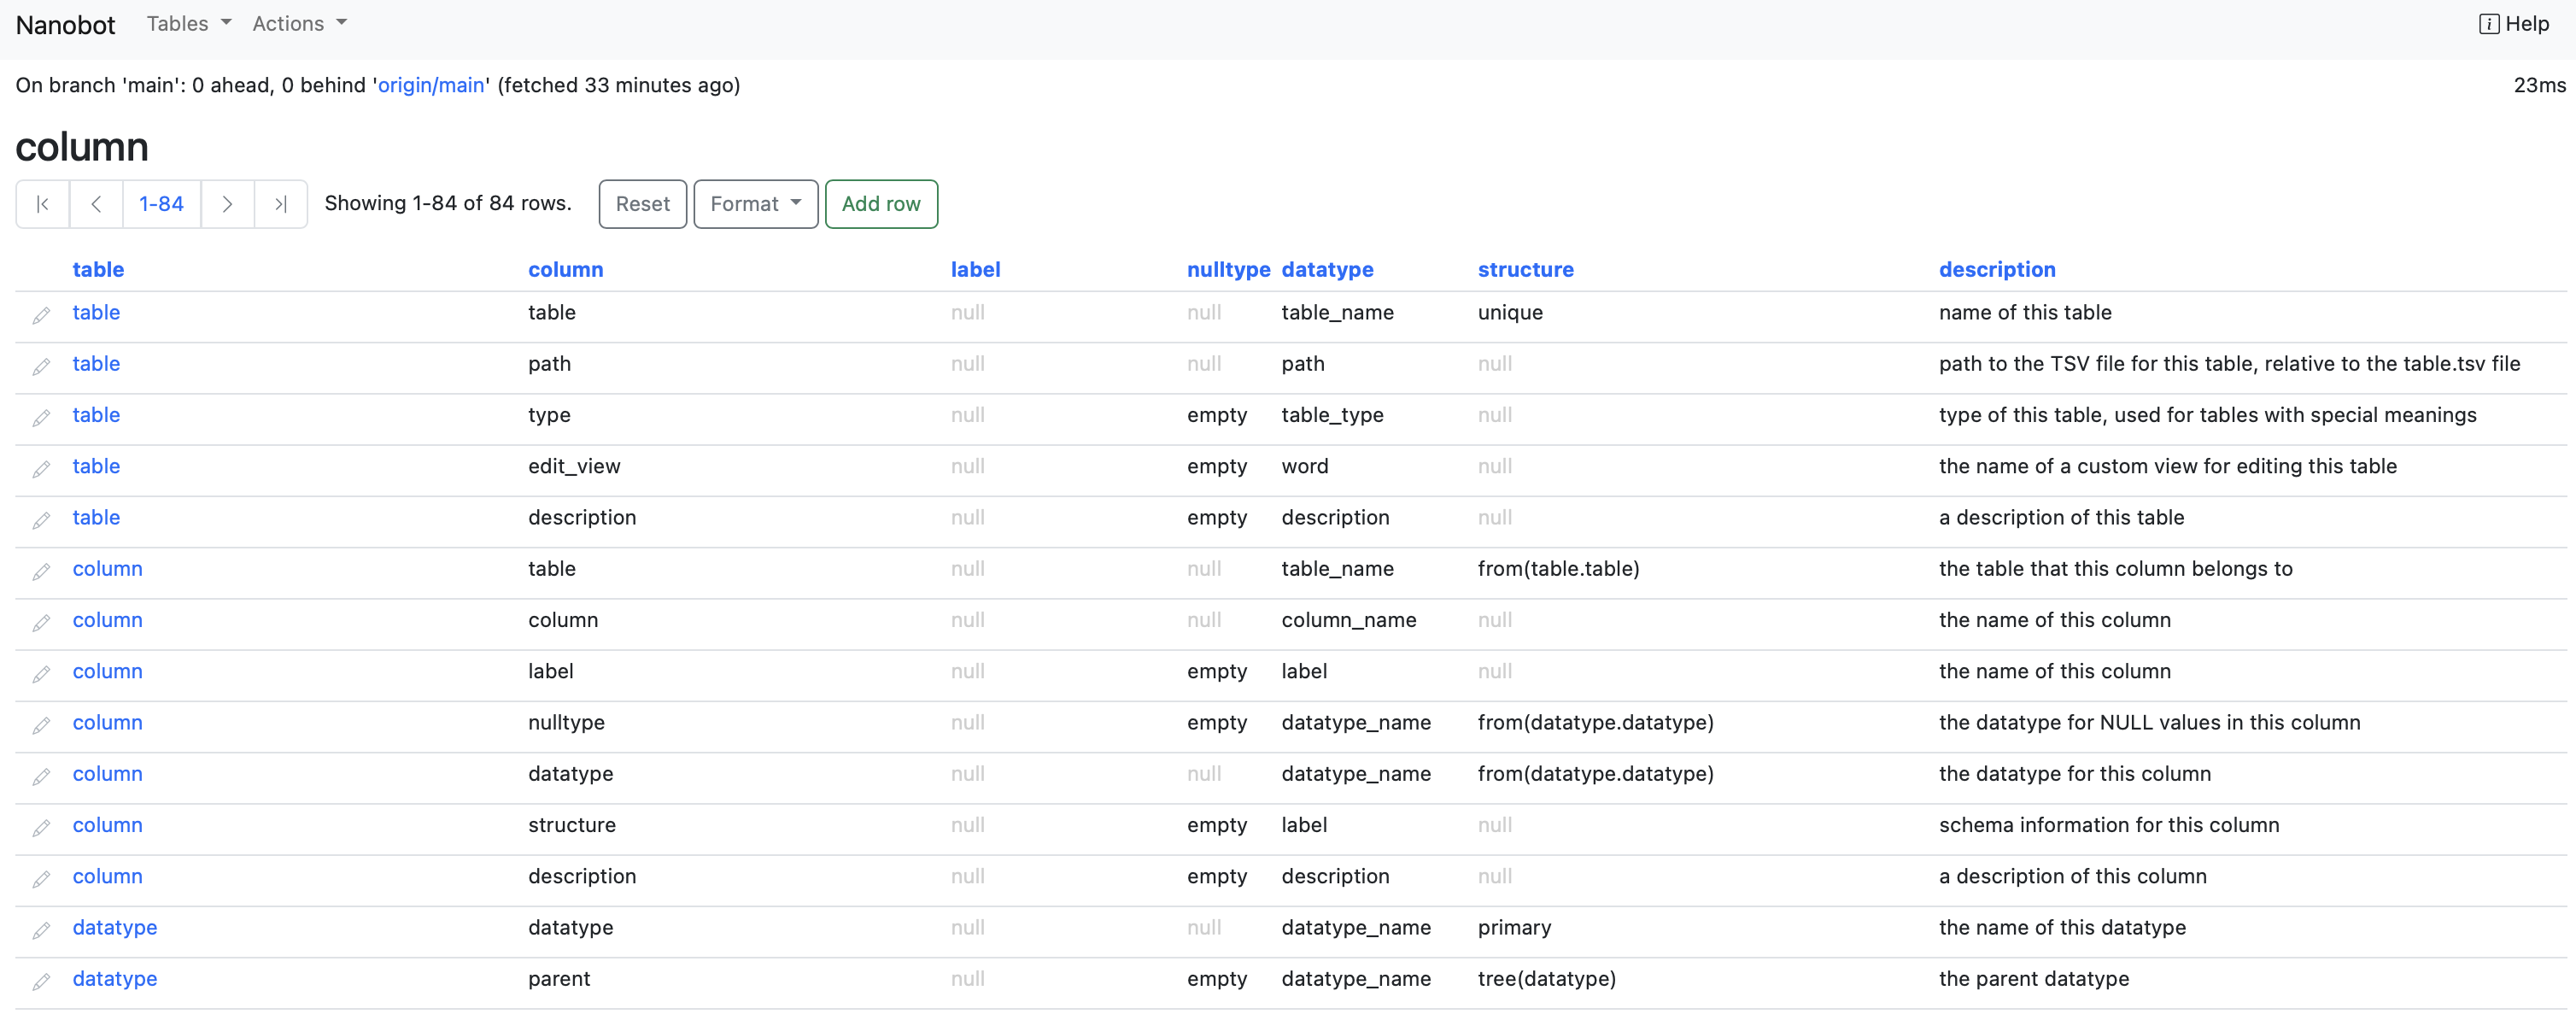 Nanobot Tables Actions Help
On branch 'main': 0 ahead, 0 behind 'origin/main' (fetched 33 minutes ago) 23ms
column
1-84 Showing 1-84 of 84 rows. Reset Format Add row
table column label nulltype datatype structure description
table table null null table_name unique name of this table
table path null null path null path to the TSV file for this table, relative to the table.tsv file
table type null empty table_type null type of this table, used for tables with special meanings
table edit_view null empty word null the name of a custom view for editing this table
table description null empty description null a description of this table
column table null null table_name from(table.table) the table that this column belongs to
column column null null column_name null the name of this column
column label null empty label null the name of this column
column nulltype null empty datatype_name from(datatype.datatype) the datatype for NULL values in this column
column datatype null null datatype_name from(datatype.datatype) the datatype for this column
column structure null empty label null schema information for this column
column description null empty description null a description of this column
datatype datatype null null datatype_name primary the name of this datatype
datatype parent null empty datatype_name tree(datatype) the parent datatype